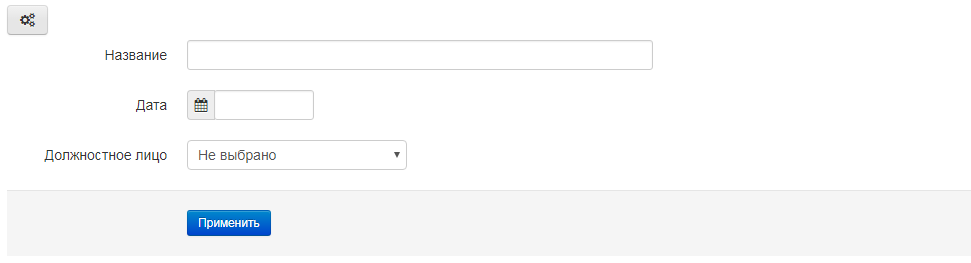 Название
Дата
Должностное лицо
Не выбрано
Применить